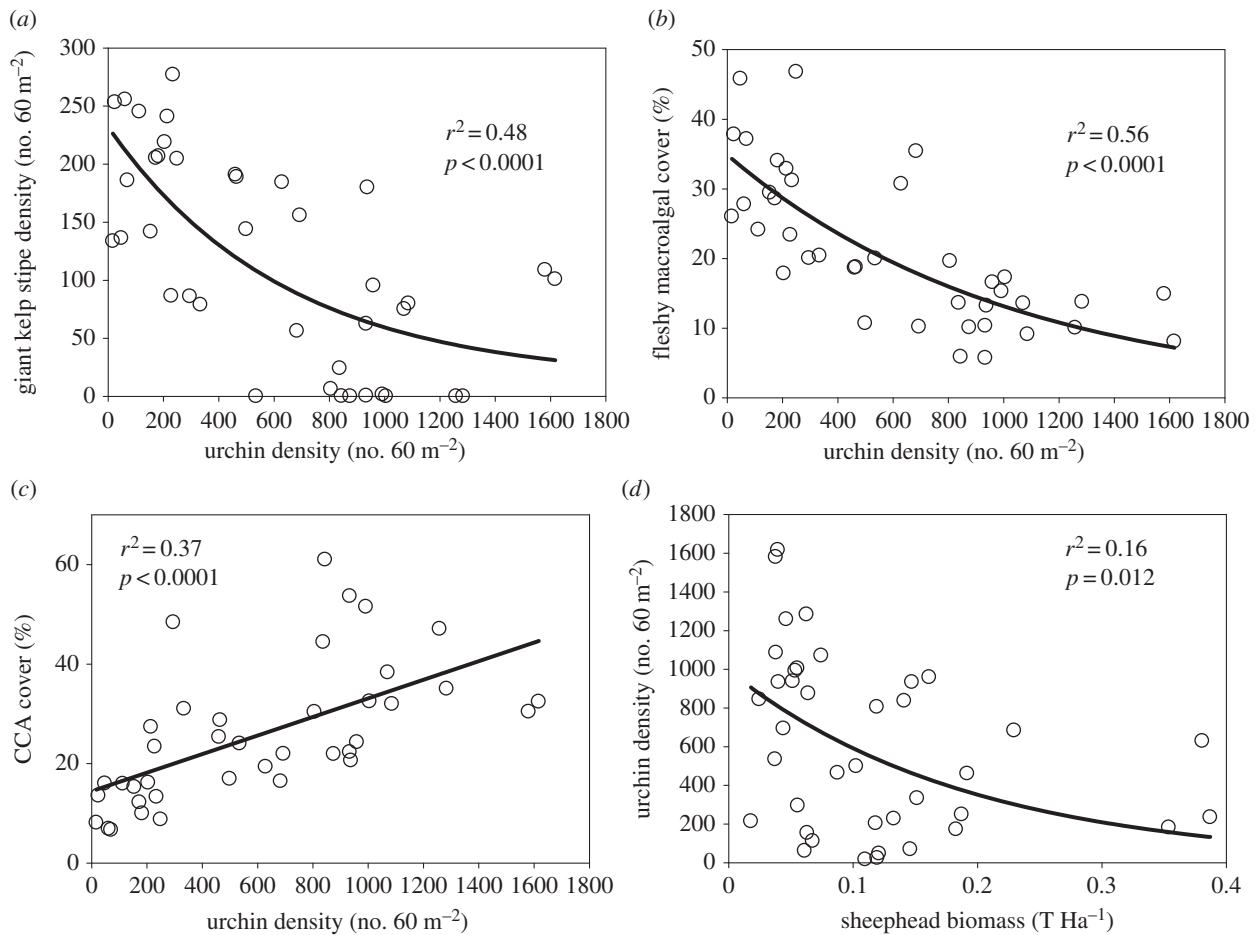 (a)
300
250
200
150
100
50
0
giant kelp stipe density (no. 60 m⁻²)
r² = 0.48
p < 0.0001
0 200 400 600 800 1000 1200 1400 1600 1800
urchin density (no. 60 m⁻²)
(b)
50
40
30
20
10
0
fleshy macroalgal cover (%)
r² = 0.56
p < 0.0001
0 200 400 600 800 1000 1200 1400 1600 1800
urchin density (no. 60 m⁻²)
(c)
60
40
20
0
CCA cover (%)
r² = 0.37
p < 0.0001
0 200 400 600 800 1000 1200 1400 1600 1800
urchin density (no. 60 m⁻²)
(d)
1800
1600
1400
1200
1000
800
600
400
200
0
urchin density (no. 60 m⁻²)
r² = 0.16
p = 0.012
0 0.1 0.2 0.3 0.4
sheephead biomass (T Ha⁻¹)